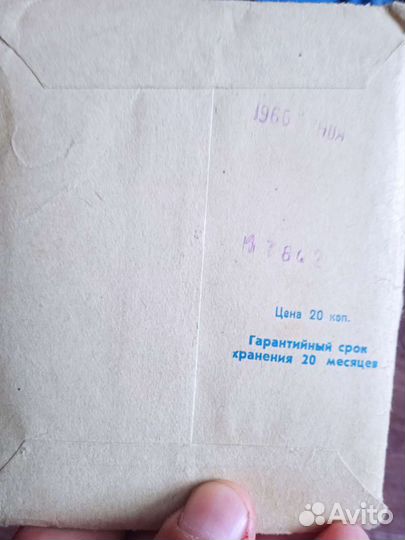 1966
Цена 20 коп.
Гарантийный срок
хранения 20 месяцев
Avito